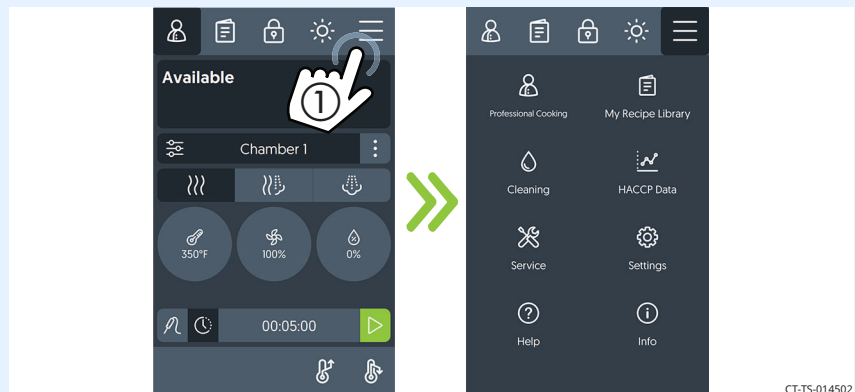 Available
1
Chamber 1
350°F
100%
0%
00:05:00
Professional Cooking
My Recipe Library
Cleaning
HACCP Data
Service
Settings
Help
Info
CT-TS-014502